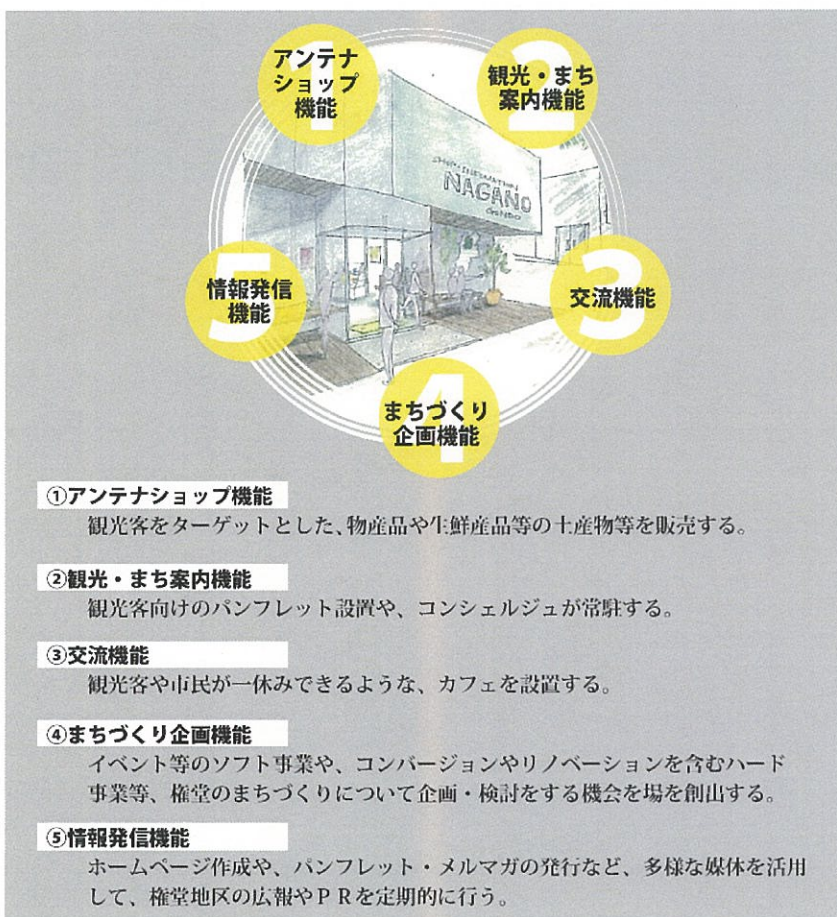 1
アンテナ
ショップ
機能
2
観光・まち
案内機能
NAGANO
5
情報発信
機能
3
交流機能
4
まちづくり
企画機能
①アンテナショップ機能
観光客をターゲットとした、物産品や生鮮産品等の土産物等を販売する。
②観光・まち案内機能
観光客向けのパンフレット設置や、コンシェルジュが常駐する。
③交流機能
観光客や市民が一休みできるような、カフェを設置する。
④まちづくり企画機能
イベント等のソフト事業や、コンバージョンやリノベーションを含むハード
事業等、権堂のまちづくりについて企画・検討をする機会を場を創出する。
⑤情報発信機能
ホームページ作成や、パンフレット・メルマガの発行など、多様な媒体を活用
して、権堂地区の広報やＰＲを定期的に行う。